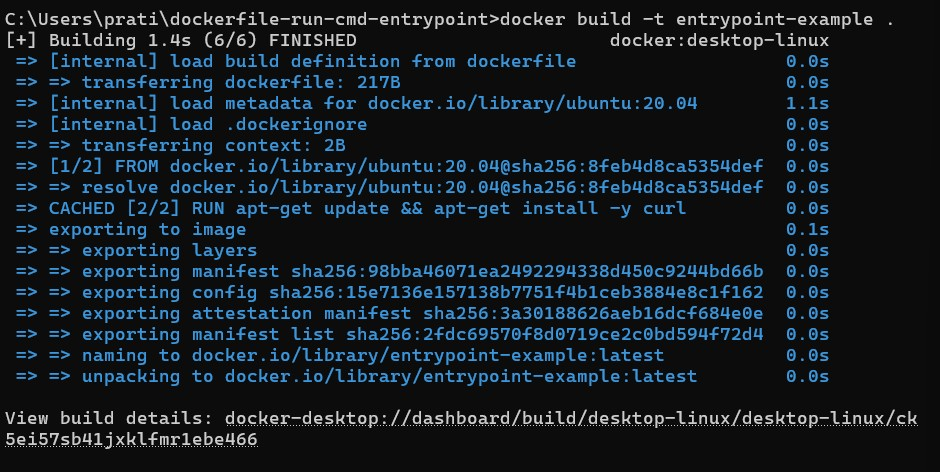 C:\Users\prati\dockerfile-run-cmd-entrypoint>docker build -t entrypoint-example .
[+] Building 1.4s (6/6) FINISHED docker:desktop-linux
=> [internal] load build definition from dockerfile 0.0s
=> => transferring dockerfile: 217B 0.0s
=> [internal] load metadata for docker.io/library/ubuntu:20.04 1.1s
=> [internal] load .dockerignore 0.0s
=> => transferring context: 2B 0.0s
=> [1/2] FROM docker.io/library/ubuntu:20.04@sha256:8feb4d8ca5354def 0.0s
=> => resolve docker.io/library/ubuntu:20.04@sha256:8feb4d8ca5354def 0.0s
=> CACHED [2/2] RUN apt-get update && apt-get install -y curl 0.0s
=> exporting to image 0.1s
=> => exporting layers 0.0s
=> => exporting manifest sha256:98bba46071ea2492294338d450c9244bd66b 0.0s
=> => exporting config sha256:15e7136e157138b7751f4b1ceb3884e8c1f162 0.0s
=> => exporting attestation manifest sha256:3a30188626aeb16dcf684e0e 0.0s
=> => exporting manifest list sha256:2fdc69570f8d0719ce2c0bd594f72d4 0.0s
=> => naming to docker.io/library/entrypoint-example:latest 0.0s
=> => unpacking to docker.io/library/entrypoint-example:latest 0.0s
View build details: docker-desktop://dashboard/build/desktop-linux/desktop-linux/ck
5ei57sb41jxklfmr1ebe466